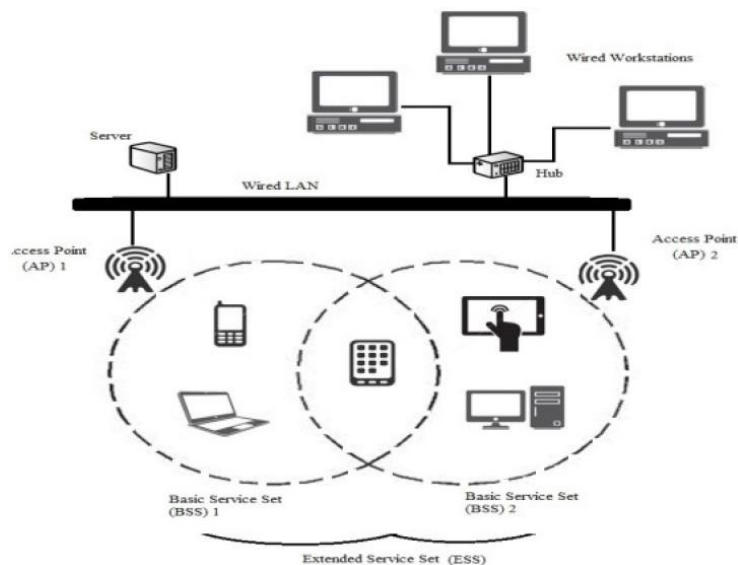 Wired Workstations
Server
Hub
Wired LAN
ccess Point
(AP) 1
Access Point
(AP) 2
Basic Service Set
(BSS) 1
Basic Service Set
(BSS) 2
Extended Service Set (ESS)